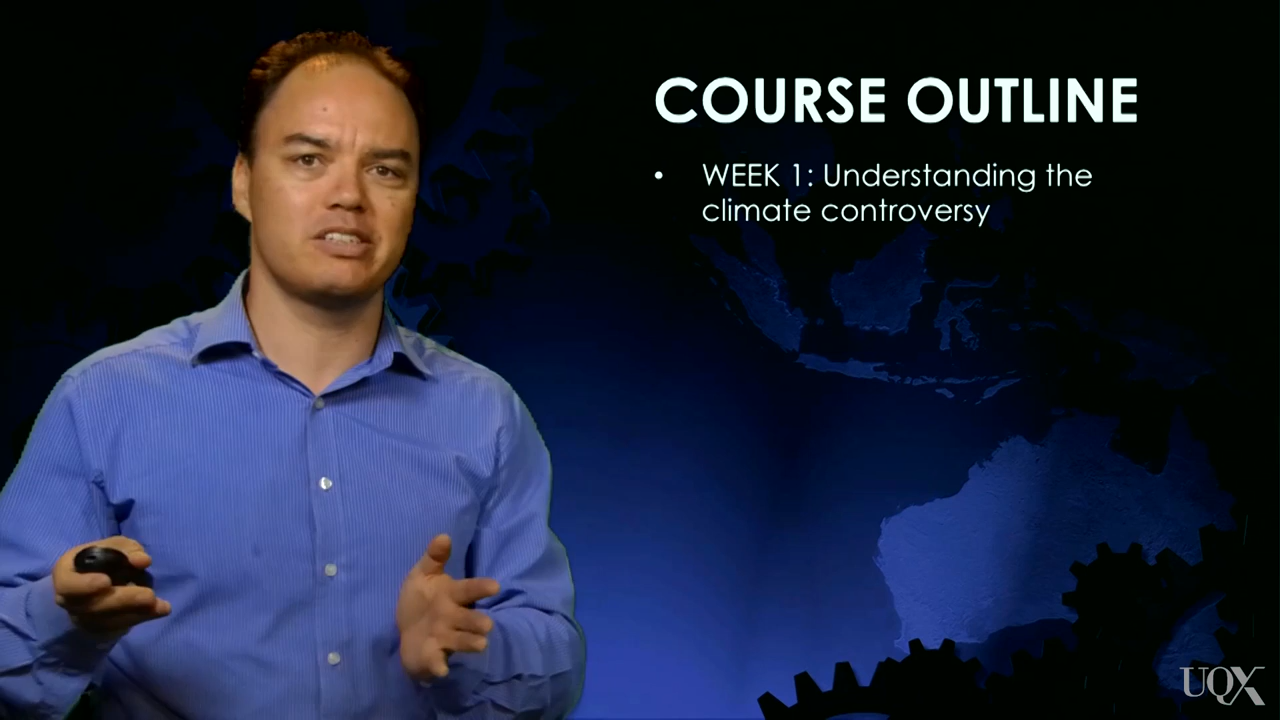 COURSE OUTLINE
• WEEK 1: Understanding the
climate controversy
UQX